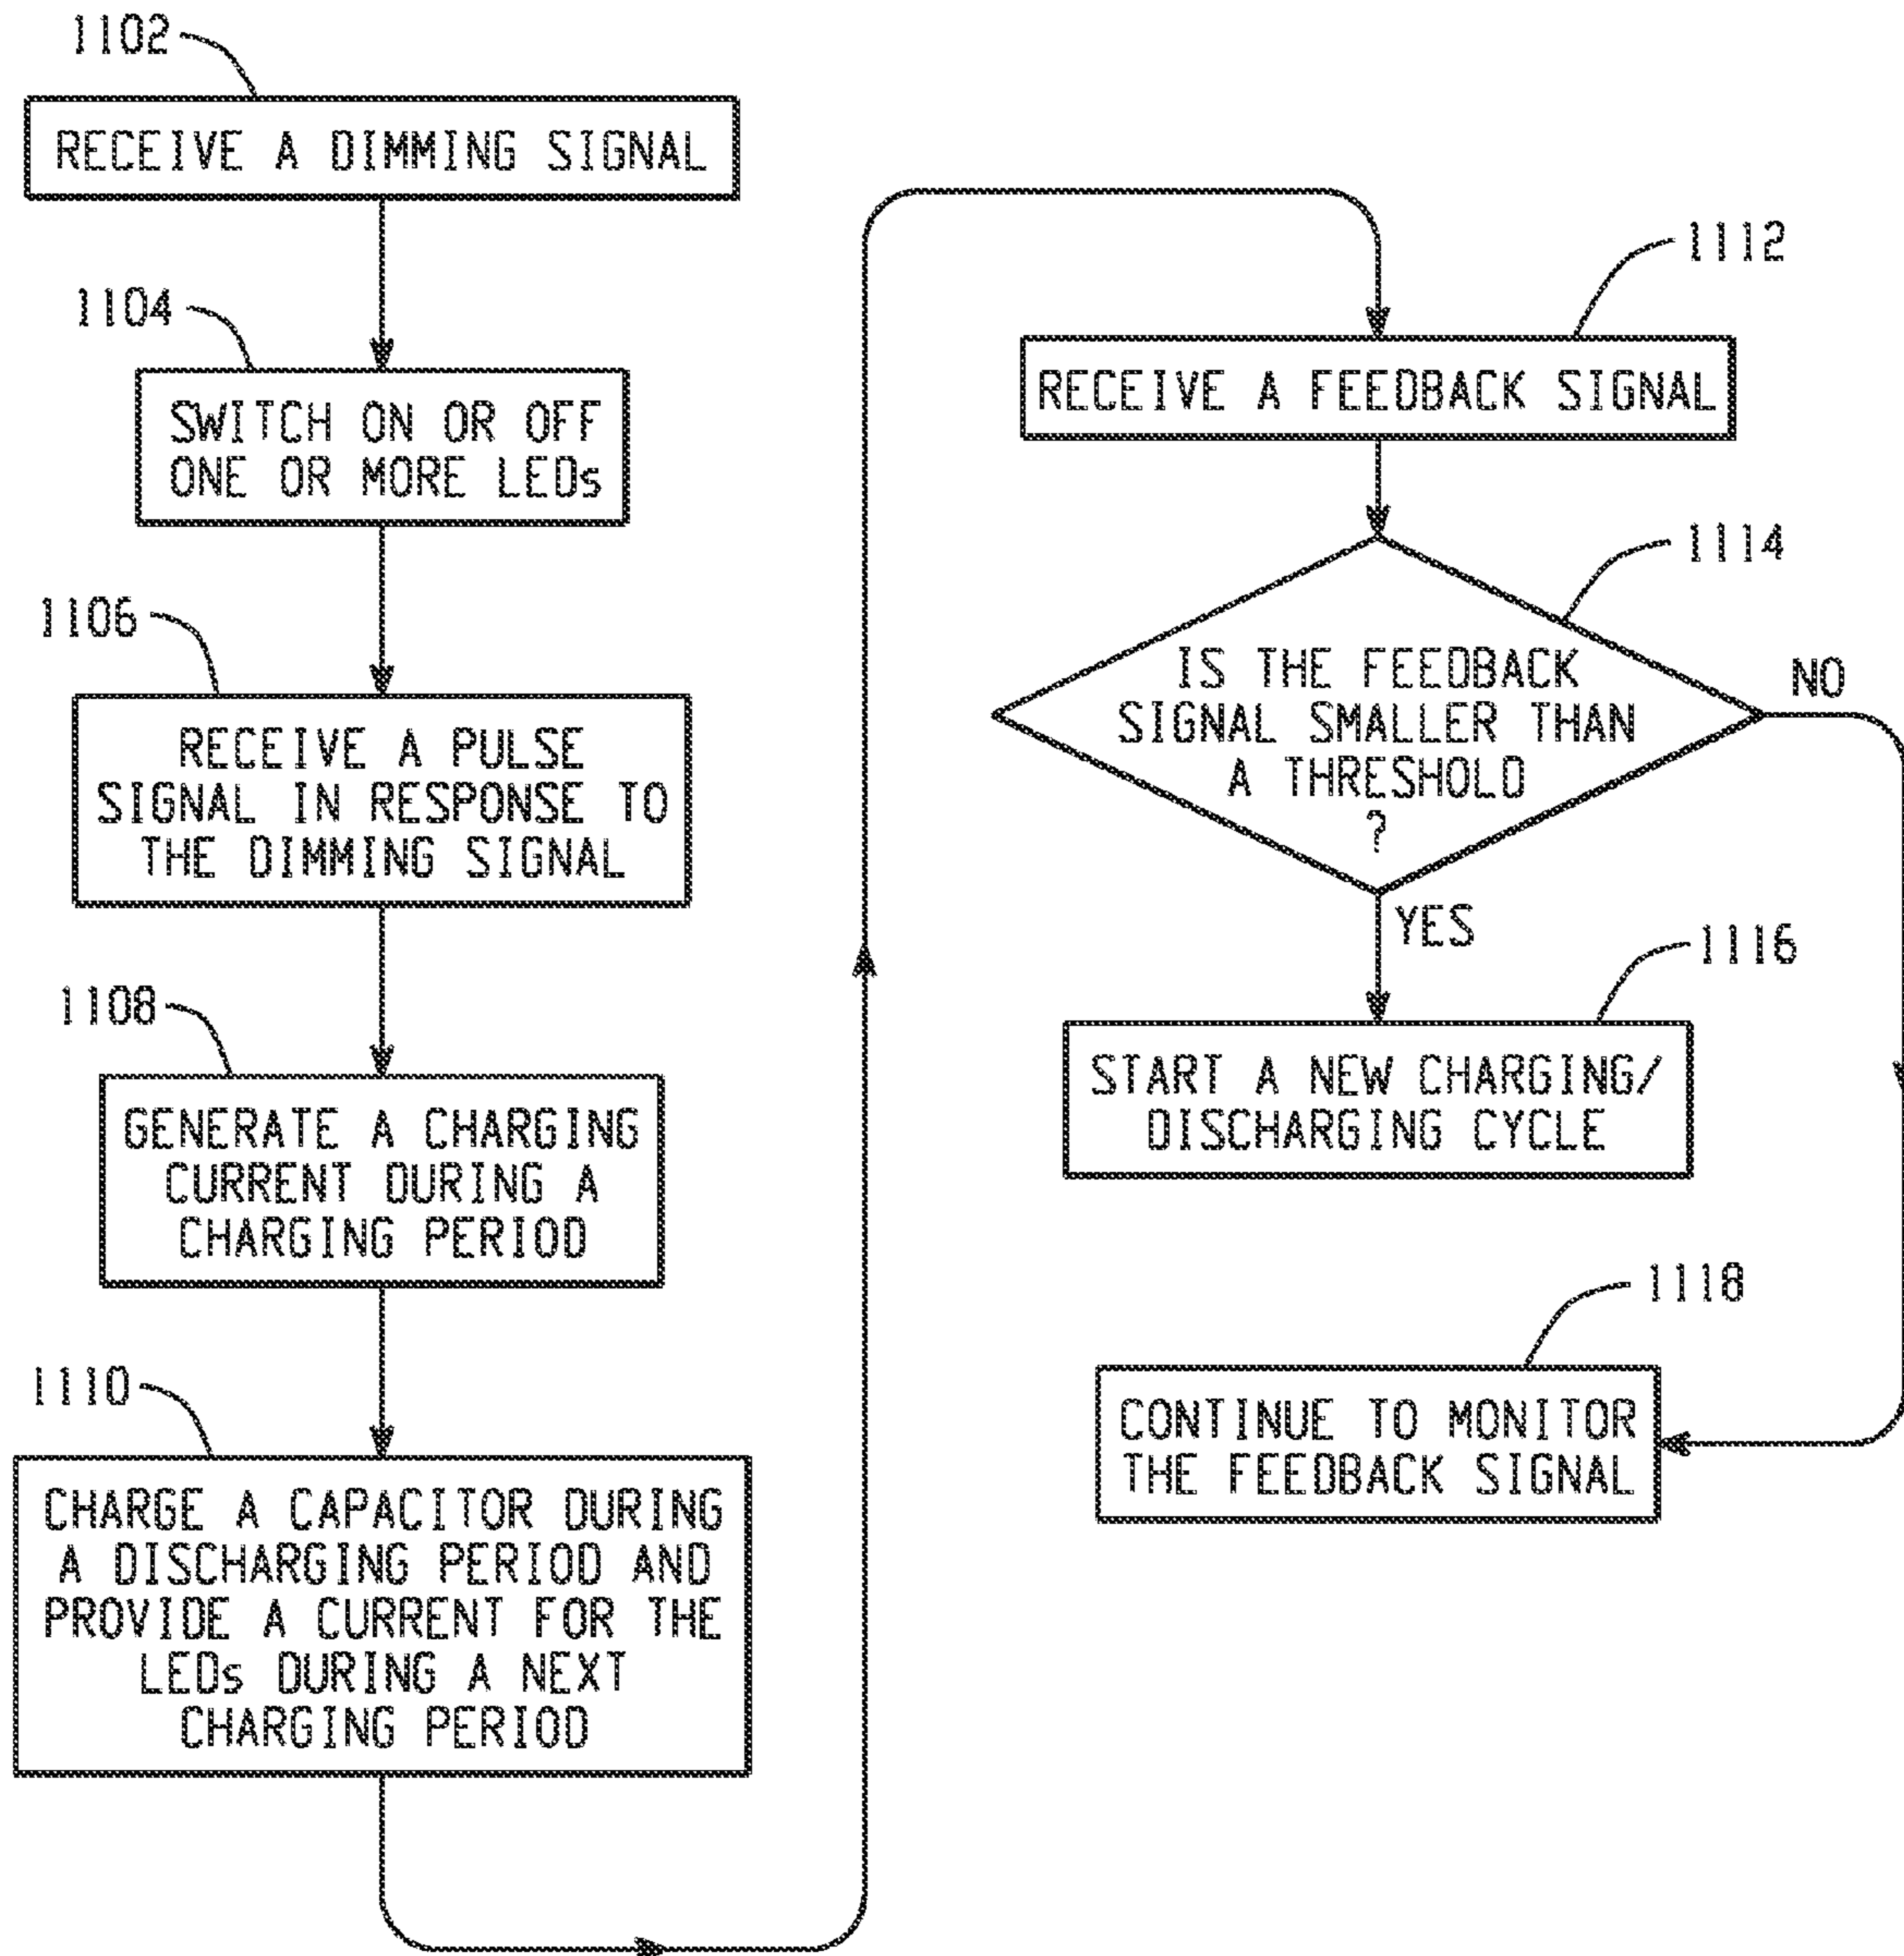 1102
RECEIVE A DIMMING SIGNAL
1104
SWITCH ON OR OFF
ONE OR MORE LEDs
1106
RECEIVE A PULSE
SIGNAL IN RESPONSE TO
THE DIMMING SIGNAL
1108
GENERATE A CHARGING
CURRENT DURING A
CHARGING PERIOD
1110
CHARGE A CAPACITOR DURING
A DISCHARGING PERIOD AND
PROVIDE A CURRENT FOR THE
LEDs DURING A NEXT
CHARGING PERIOD
1112
RECEIVE A FEEDBACK SIGNAL
1114
IS THE FEEDBACK
SIGNAL SMALLER THAN
A THRESHOLD
?
NO
YES
1116
START A NEW CHARGING/
DISCHARGING CYCLE
1118
CONTINUE TO MONITOR
THE FEEDBACK SIGNAL